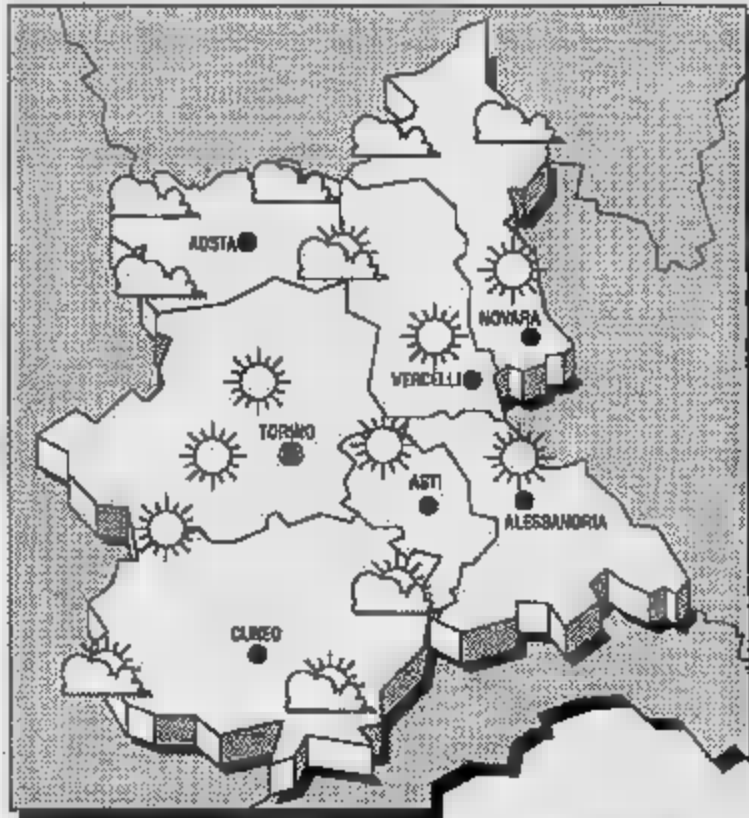 AOSTA
NOVARA
VERCELLI
TORINO
ASTI
ALESSANDRIA
CUNEO